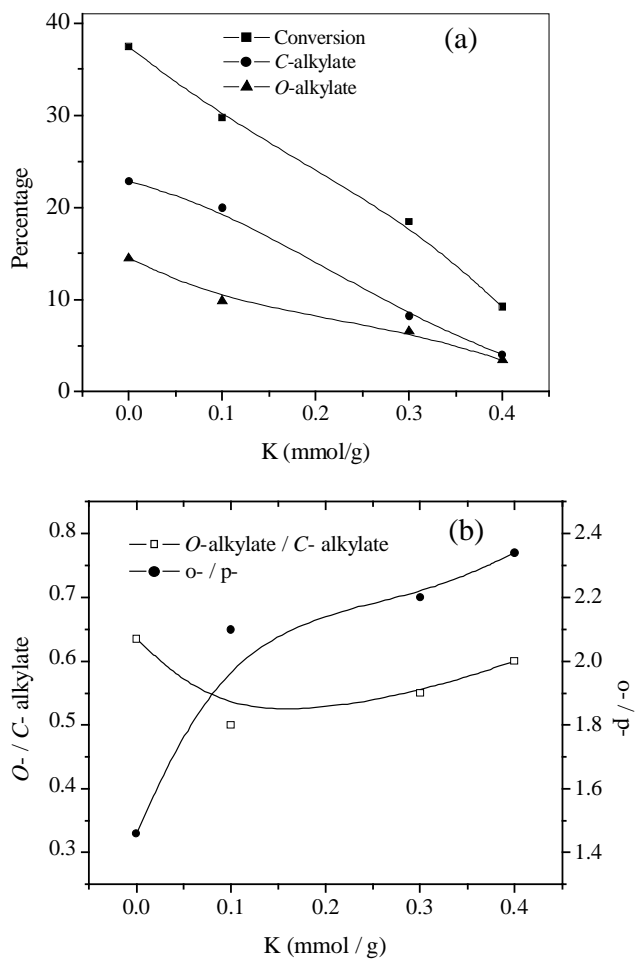 (a)
Conversion
C-alkylate
O-alkylate
40
30
20
10
0
Percentage
0.0 0.1 0.2 0.3 0.4
K (mmol/g)
(b)
O-alkylate / C- alkylate
o- / p-
0.8
0.7
0.6
0.5
0.4
0.3
O- / C- alkylate
2.4
2.2
2.0
1.8
1.6
1.4
o- / p-
0.0 0.1 0.2 0.3 0.4
K (mmol / g)